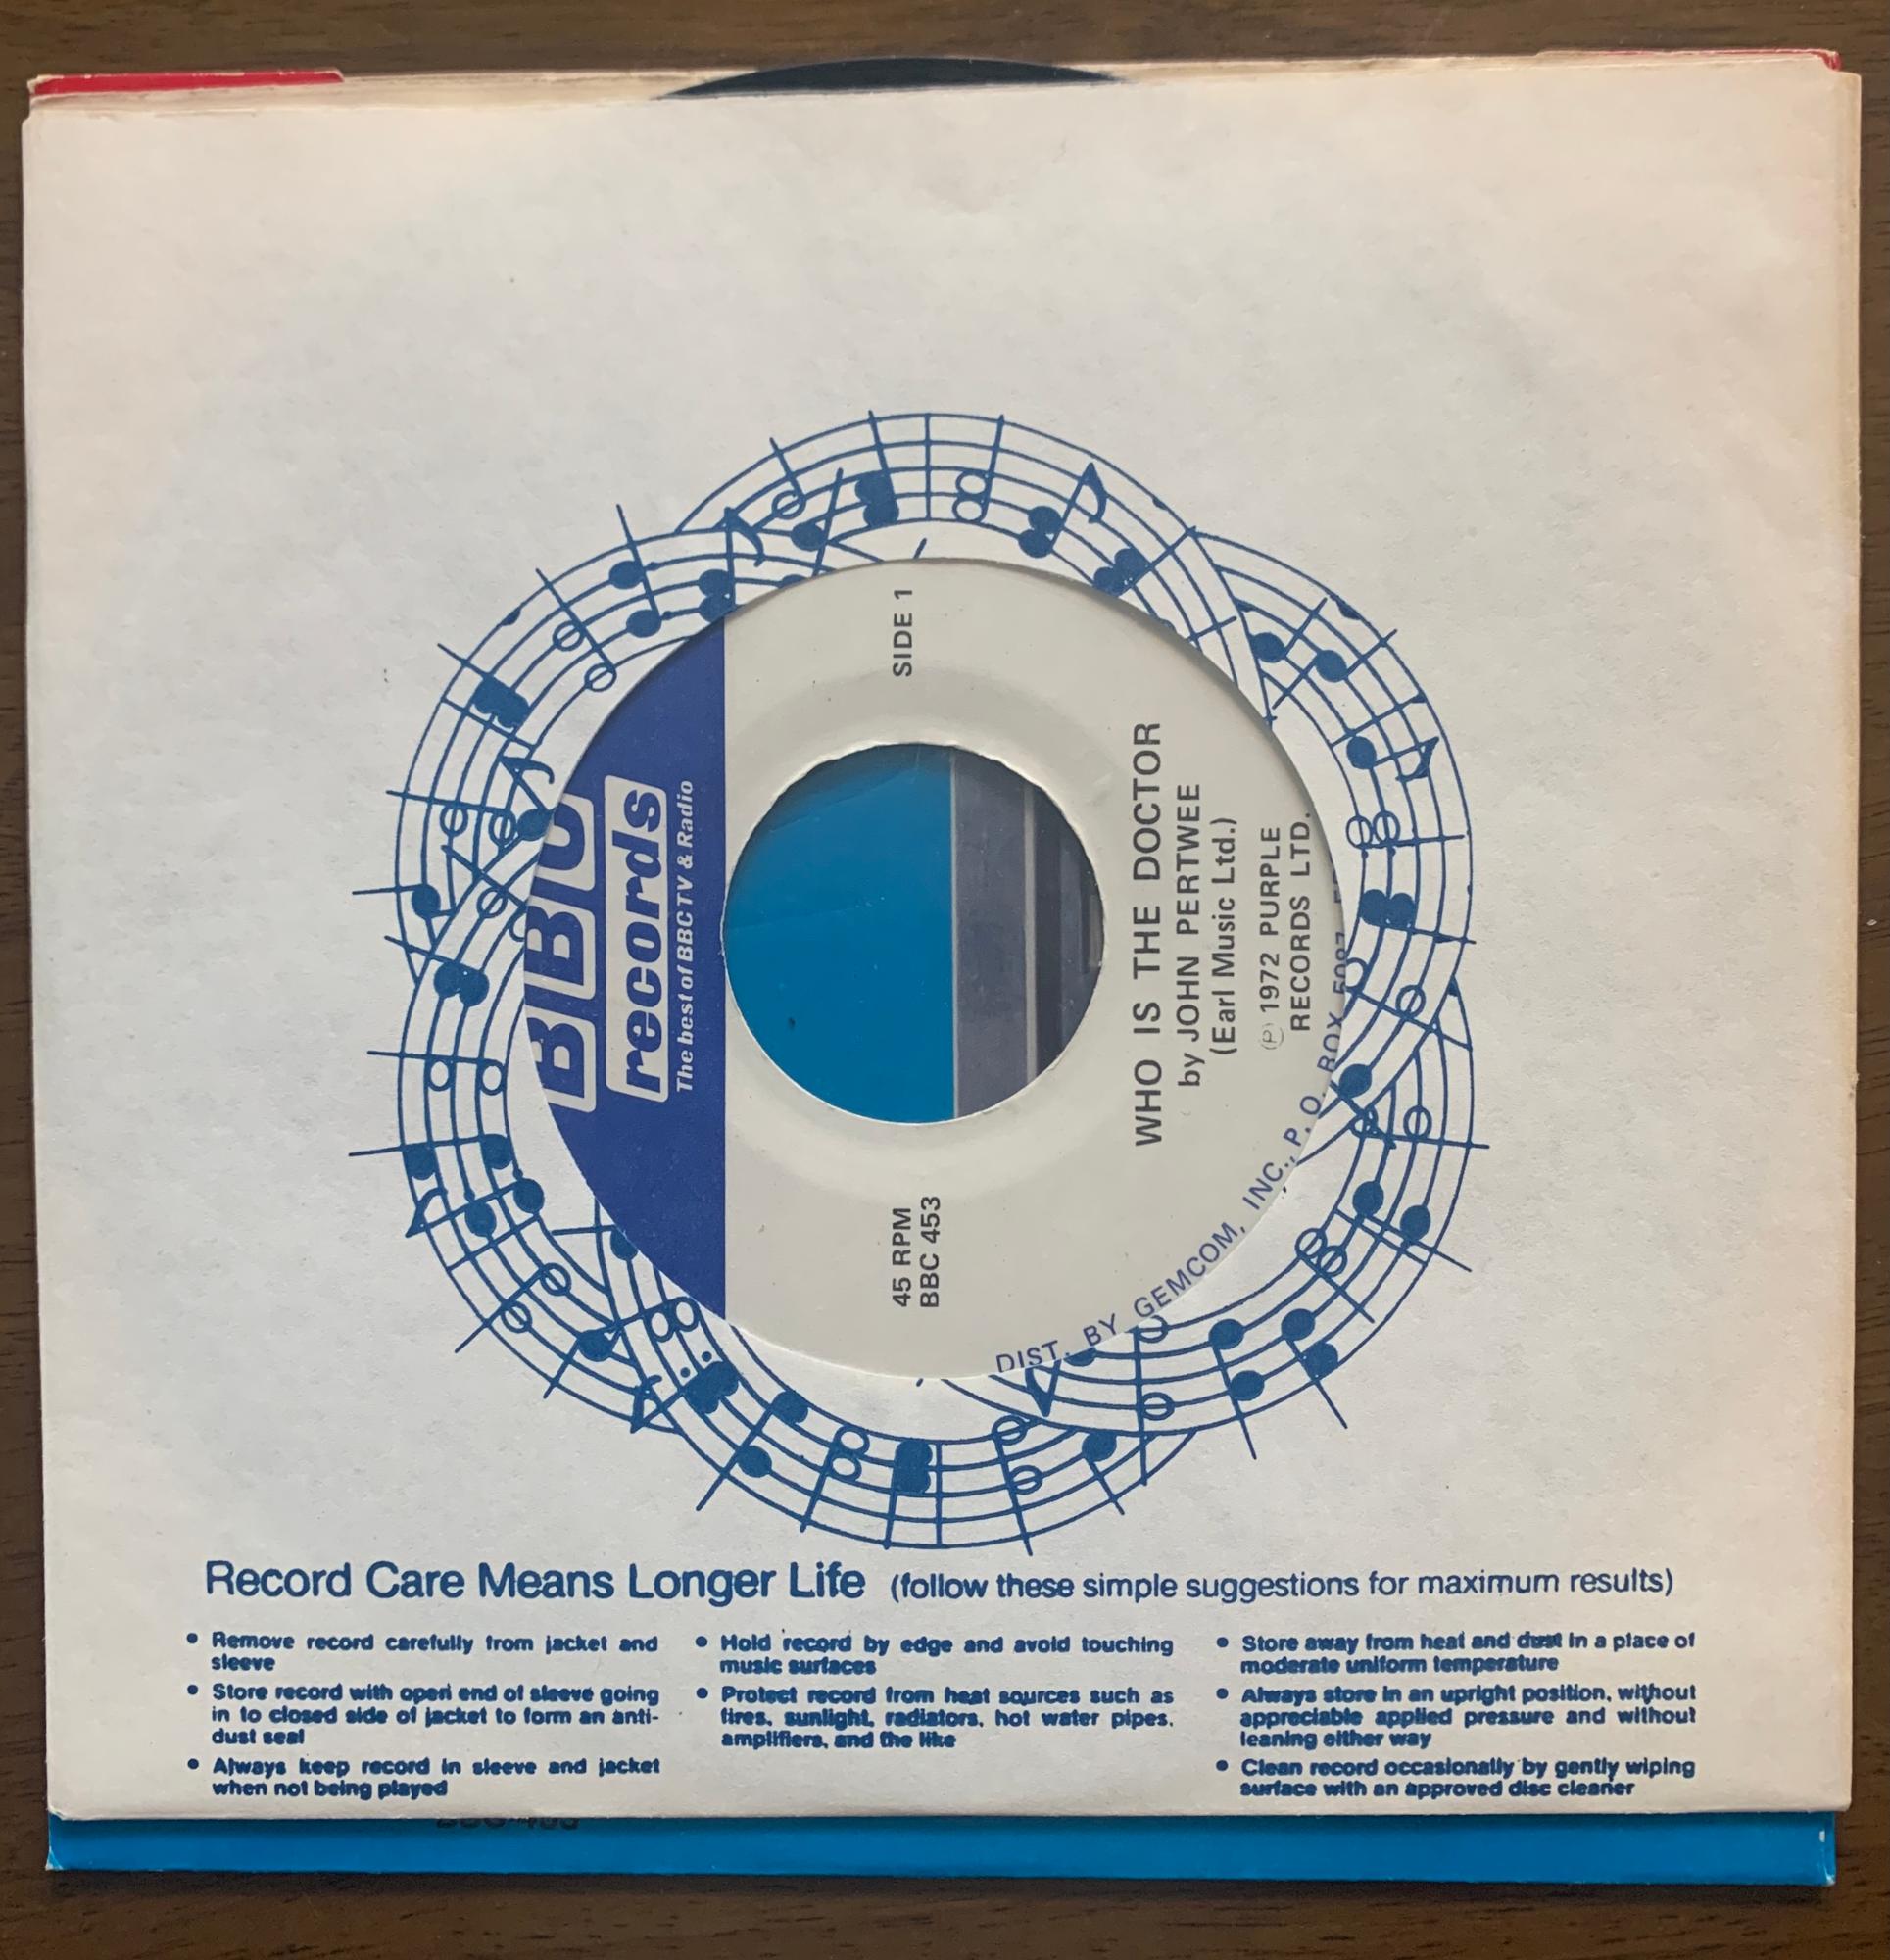 BBC
records
The best of BBC TV & Radio
SIDE 1
45 RPM
BBC 453
WHO IS THE DOCTOR
by JOHN PERTWEE
(Earl Music Ltd.)
℗ 1972 PURPLE
RECORDS LTD.
DIST. BY GEMCOM, INC., P. O. BOX 5087
Record Care Means Longer Life (follow these simple suggestions for maximum results)
• Remove record carefully from jacket and
sleeve
• Store record with open end of sleeve going
in to closed side of jacket to form an anti-
dust seal
• Always keep record in sleeve and jacket
when not being played
• Hold record by edge and avoid touching
music surfaces
• Protect record from heat sources such as
fires, sunlight, radiators, hot water pipes,
amplifiers, and the like
• Store away from heat and dust in a place of
moderate uniform temperature
• Always store in an upright position, without
appreciable applied pressure and without
leaning either way
• Clean record occasionally by gently wiping
surface with an approved disc cleaner